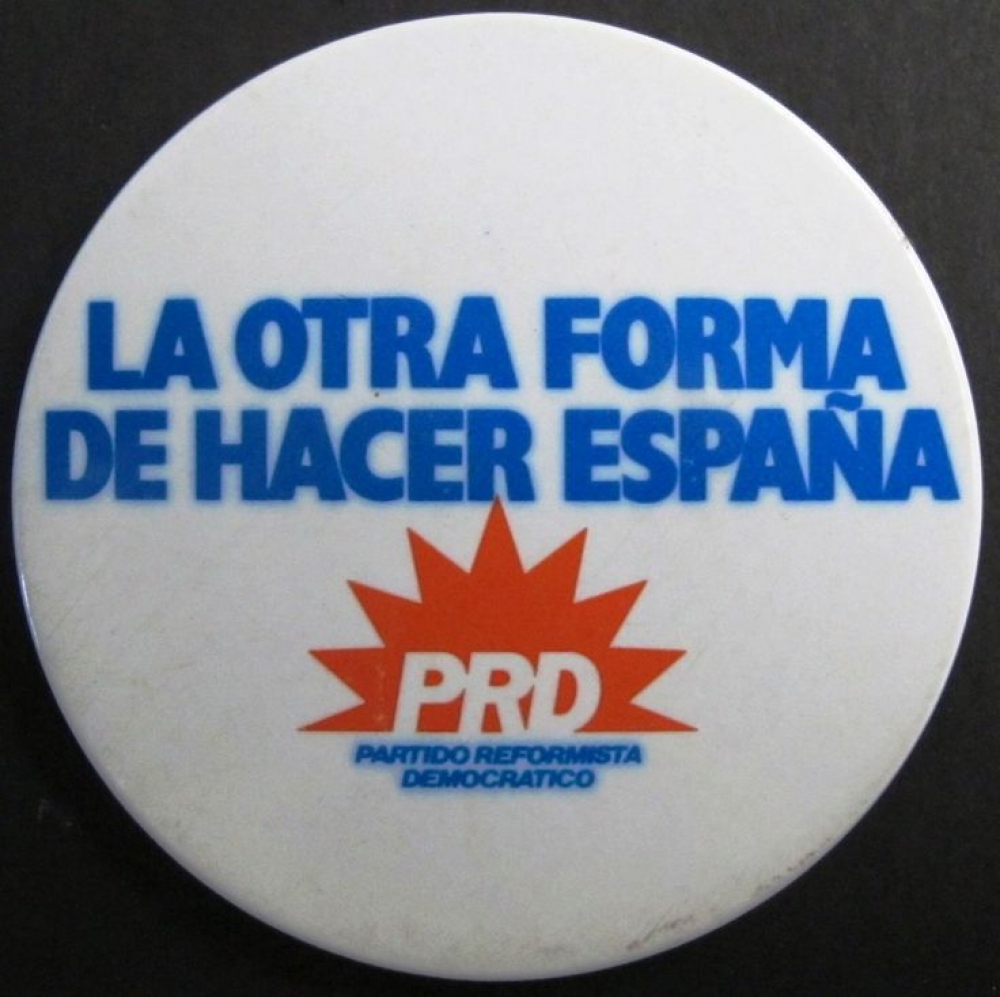 LA OTRA FORMA
DE HACER ESPAÑA
PRD
PARTIDO REFORMISTA
DEMOCRATICO